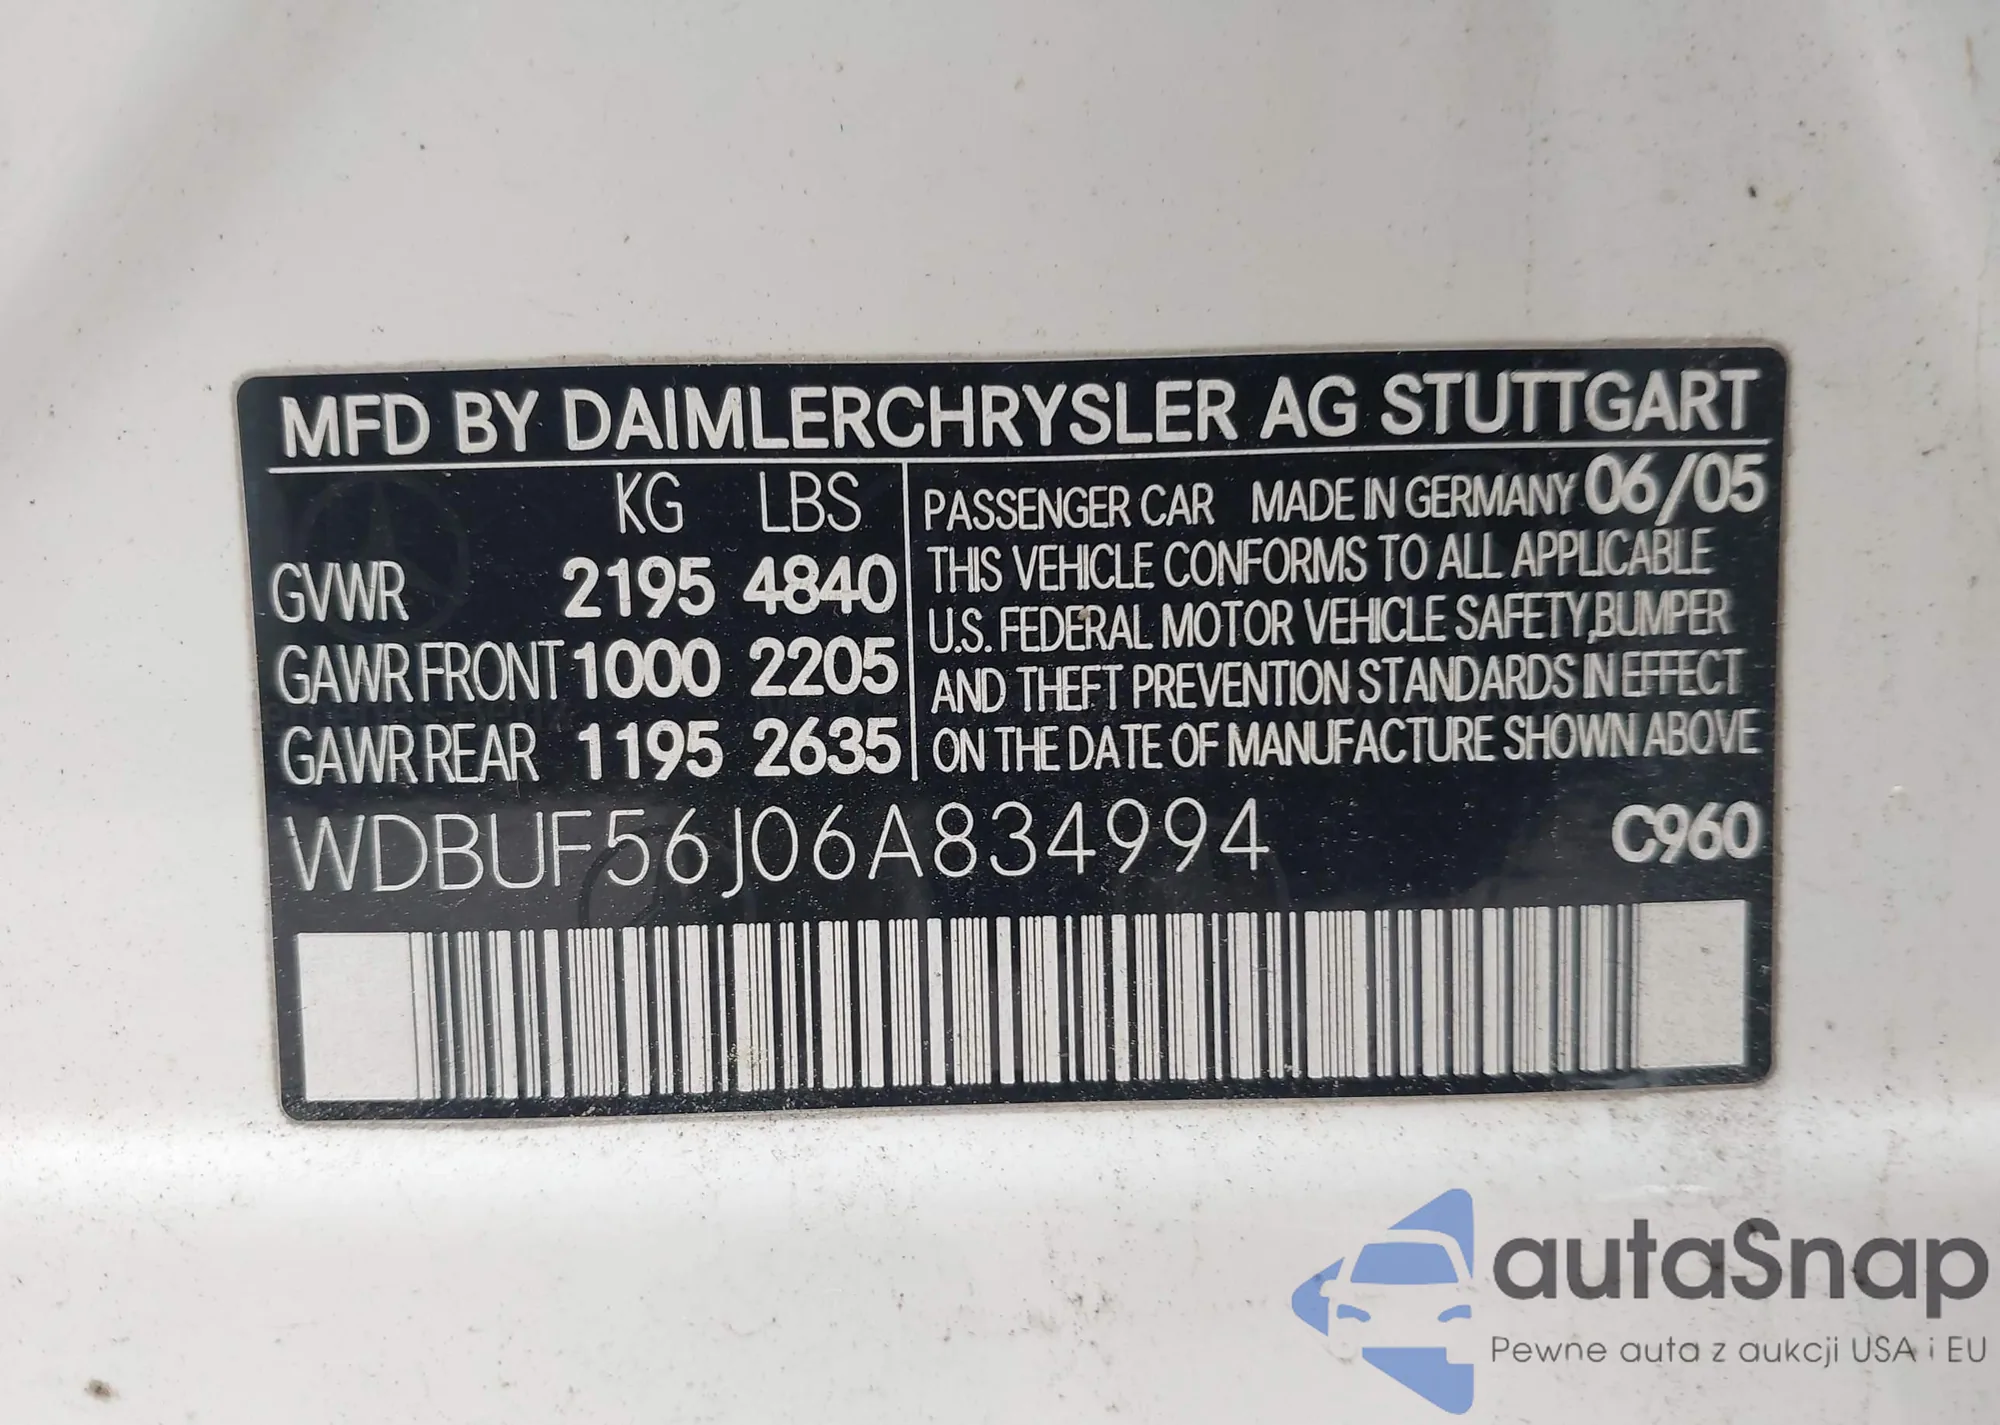 MFD BY DAIMLERCHRYSLER AG STUTTGART
KG LBS
GVWR 2195 4840
GAWR FRONT 1000 2205
GAWR REAR 1195 2635
PASSENGER CAR MADE IN GERMANY 06/05
THIS VEHICLE CONFORMS TO ALL APPLICABLE
U.S. FEDERAL MOTOR VEHICLE SAFETY,BUMPER
AND THEFT PREVENTION STANDARDS IN EFFECT
ON THE DATE OF MANUFACTURE SHOWN ABOVE
WDBUF56J06A834994 C960
autaSnap
Pewne auta z aukcji USA i EU